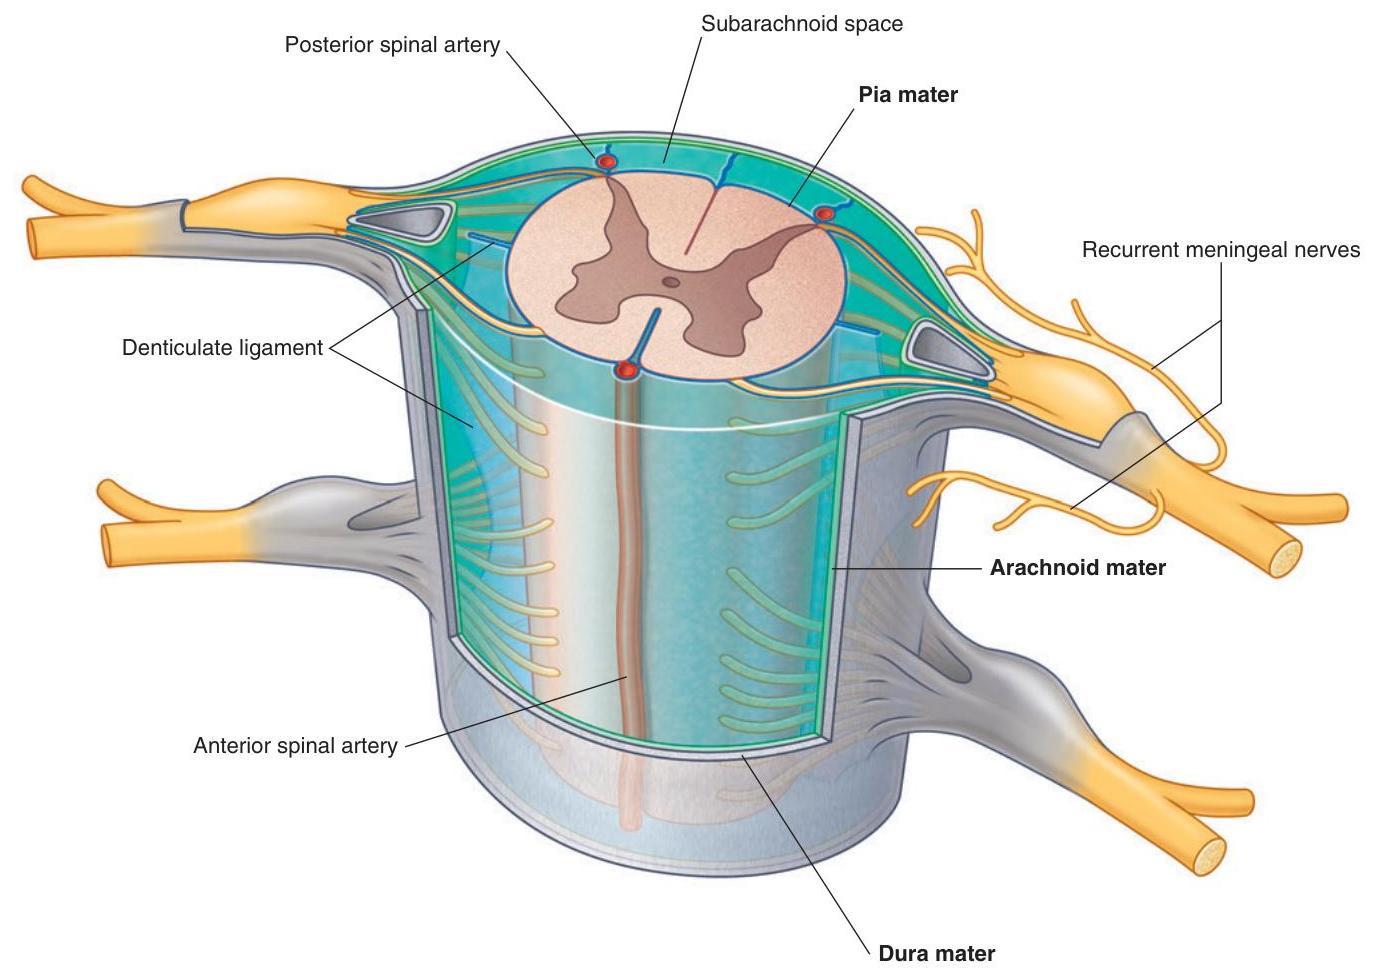 Subarachnoid space
Posterior spinal artery
Pia mater
Recurrent meningeal nerves
Denticulate ligament
Arachnoid mater
Anterior spinal artery
Dura mater